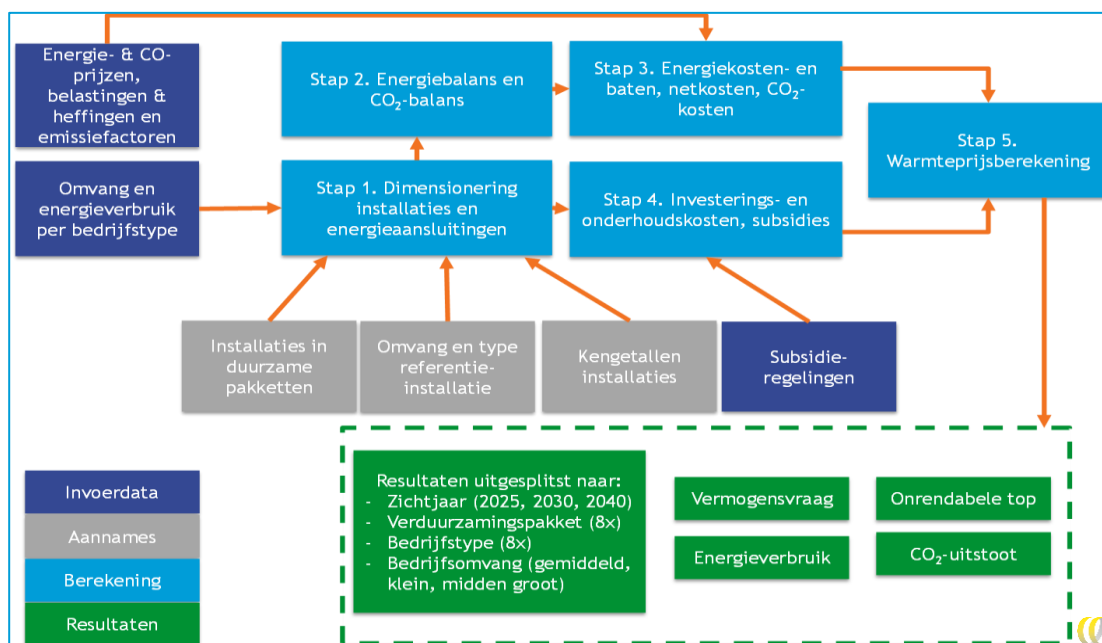 Energie- & CO-
prijzen,
belastingen &
heffingen en
emissiefactoren
Stap 2. Energiebalans en
CO₂-balans
Stap 3. Energiekosten- en
baten, netkosten, CO₂-
kosten
Stap 5.
Warmteprijsberekening
Omvang en
energieverbruik
per bedrijfstype
Stap 1. Dimensionering
installaties en
energieaansluitingen
Stap 4. Investerings- en
onderhoudskosten, subsidies
Installaties in
duurzame
pakketten
Omvang en type
referentie-
installatie
Kengetallen
installaties
Subsidie-
regelingen
Invoerdata
Aannames
Berekening
Resultaten
Resultaten uitgesplitst naar:
- Zichtjaar (2025, 2030, 2040)
- Verduurzamingspakket (8x)
- Bedrijfstype (8x)
- Bedrijfsomvang (gemiddeld,
klein, midden groot)
Vermogensvraag
Onrendabele top
Energieverbruik
CO₂-uitstoot